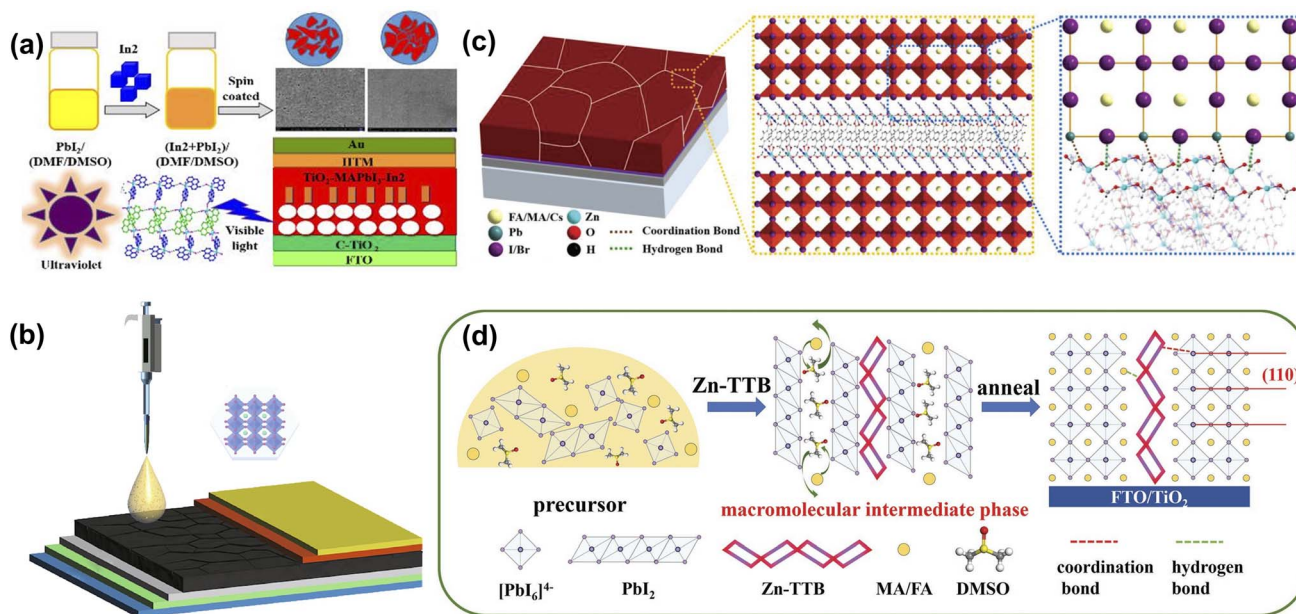 (a)
In2
Spin
coated
PbI₂/
(DMF/DMSO)
(In2+PbI₂)/
(DMF/DMSO)
Ultraviolet
Visible
light
Au
HTM
TiO₂-MAPbI₃-In2
C-TiO₂
FTO
(c)
FA/MA/Cs
Zn
Pb
O
Coordination Bond
I/Br
H
Hydrogen Bond
(b)
(d)
Zn-TTB
anneal
(110)
FTO/TiO₂
precursor
macromolecular intermediate phase
[PbI₆]⁴⁻
PbI₂
Zn-TTB
MA/FA
DMSO
coordination
bond
hydrogen
bond